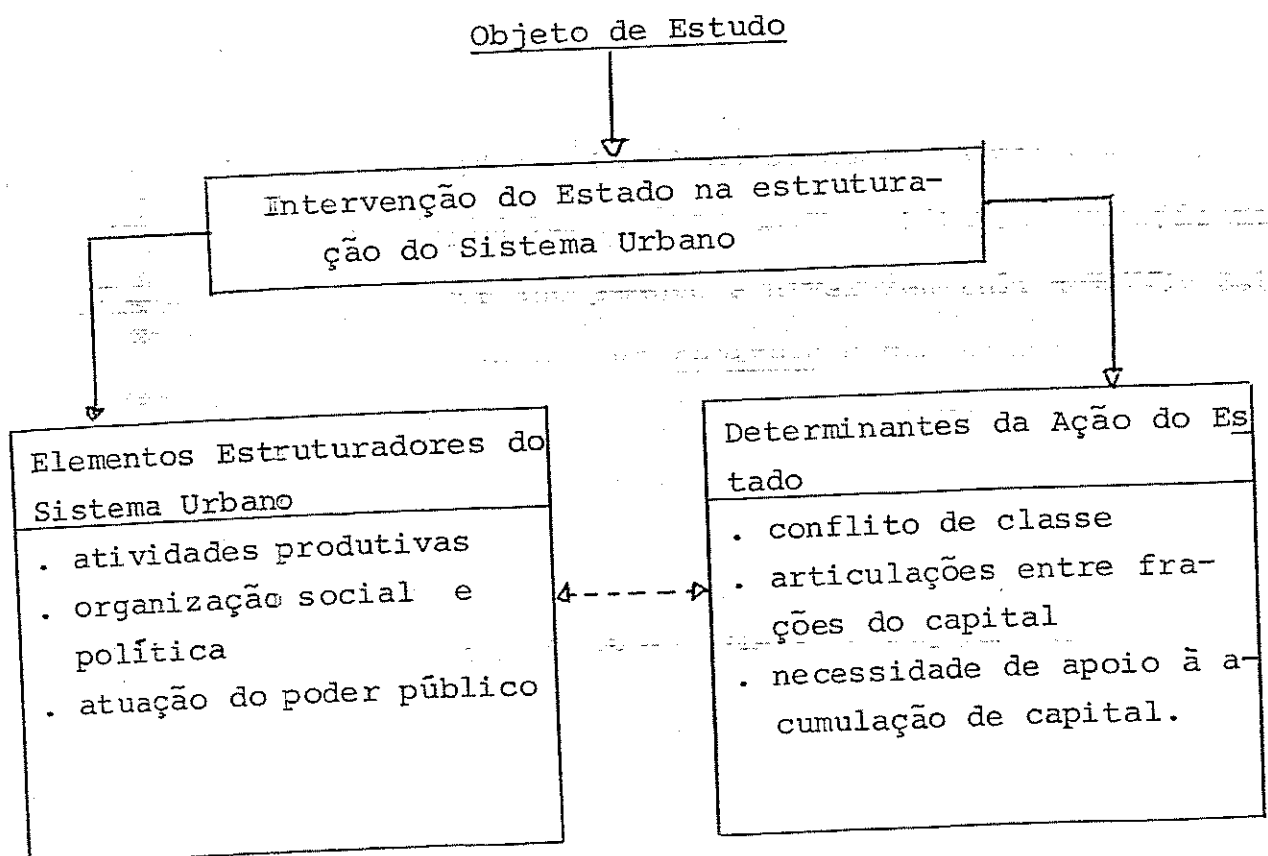 Objeto de Estudo
Intervenção do Estado na estrutura-
ção do Sistema Urbano
Elementos Estruturadores do
Sistema Urbano
. atividades produtivas
. organização social e
política
. atuação do poder público
Determinantes da Ação do Es
tado
. conflito de classe
. articulações entre fra-
ções do capital
. necessidade de apoio à a-
cumulação de capital.